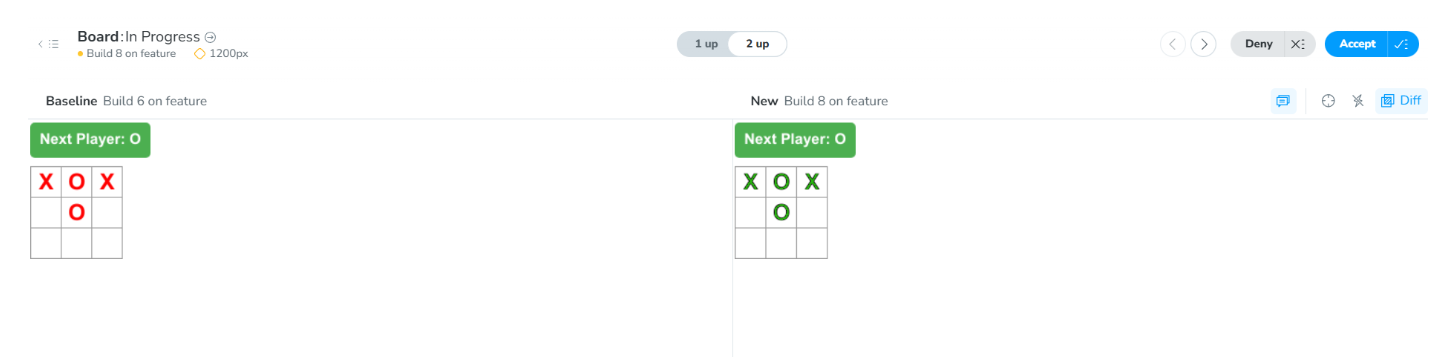 Board: In Progress
Build 8 on feature 1200px
1 up 2 up
Deny Accept
Baseline Build 6 on feature
New Build 8 on feature
Diff
Next Player: O
X O X
O
Next Player: O
X O X
O